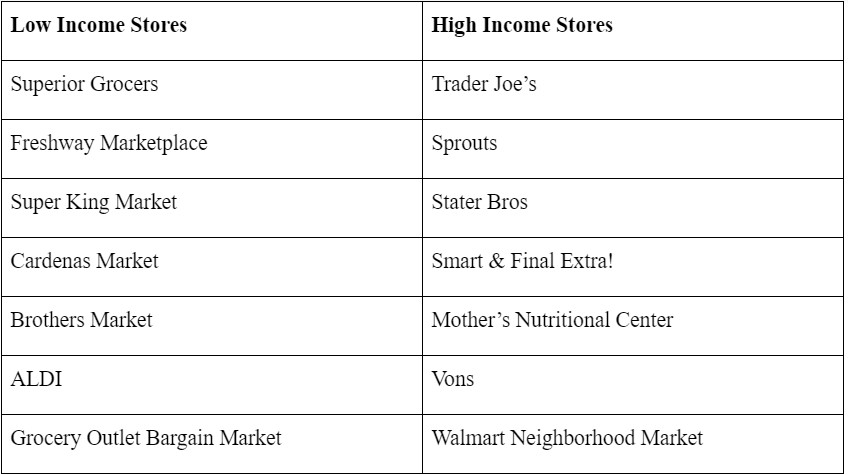 Low Income Stores High Income Stores
Superior Grocers Trader Joe’s
Freshway Marketplace Sprouts
Super King Market Stater Bros
Cardenas Market Smart & Final Extra!
Brothers Market Mother’s Nutritional Center
ALDI Vons
Grocery Outlet Bargain Market Walmart Neighborhood Market